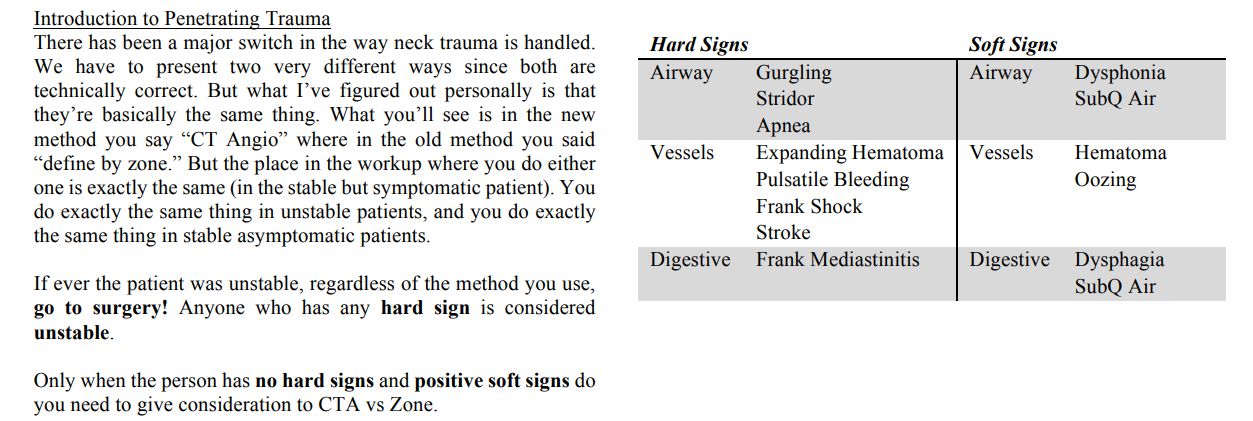 Introduction to Penetrating Trauma
There has been a major switch in the way neck trauma is handled.
We have to present two very different ways since both are
technically correct. But what I've figured out personally is that
they're basically the same thing. What you'll see is in the new
method you say “CT Angio” where in the old method you said
“define by zone.” But the place in the workup where you do either
one is exactly the same (in the stable but symptomatic patient). You
do exactly the same thing in unstable patients, and you do exactly
the same thing in stable asymptomatic patients.
If ever the patient was unstable, regardless of the method you use,
go to surgery! Anyone who has any hard sign is considered
unstable.
Only when the person has no hard signs and positive soft signs do
you need to give consideration to CTA vs Zone.
Hard Signs Soft Signs
Airway Gurgling Airway Dysphonia
Stridor SubQ Air
Apnea
Vessels Expanding Hematoma Vessels Hematoma
Pulsatile Bleeding Oozing
Frank Shock
Stroke
Digestive Frank Mediastinitis Digestive Dysphagia
SubQ Air